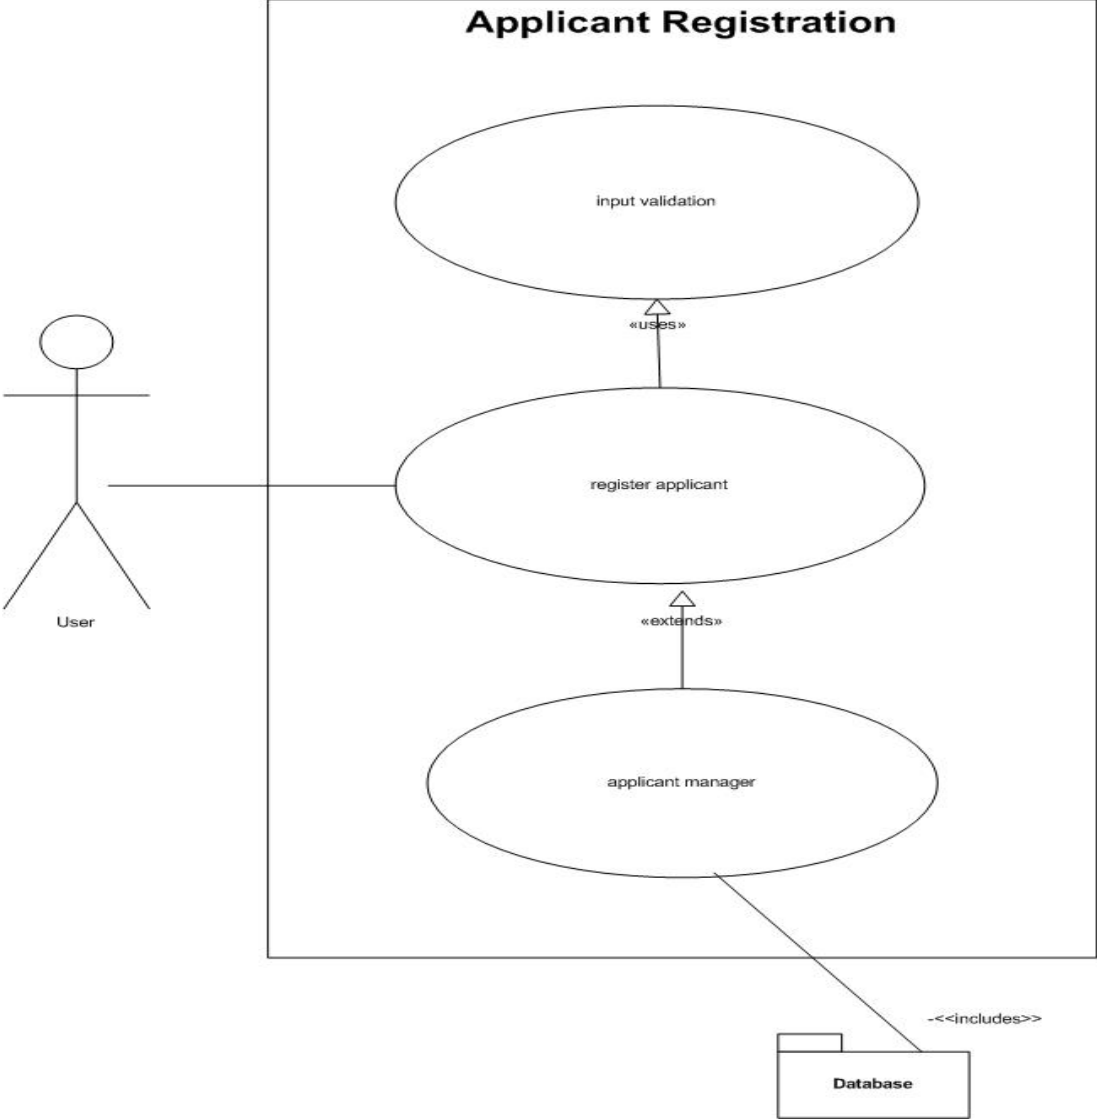 Applicant Registration
input validation
«uses»
register applicant
User
«extends»
applicant manager
-<<includes>>
Database